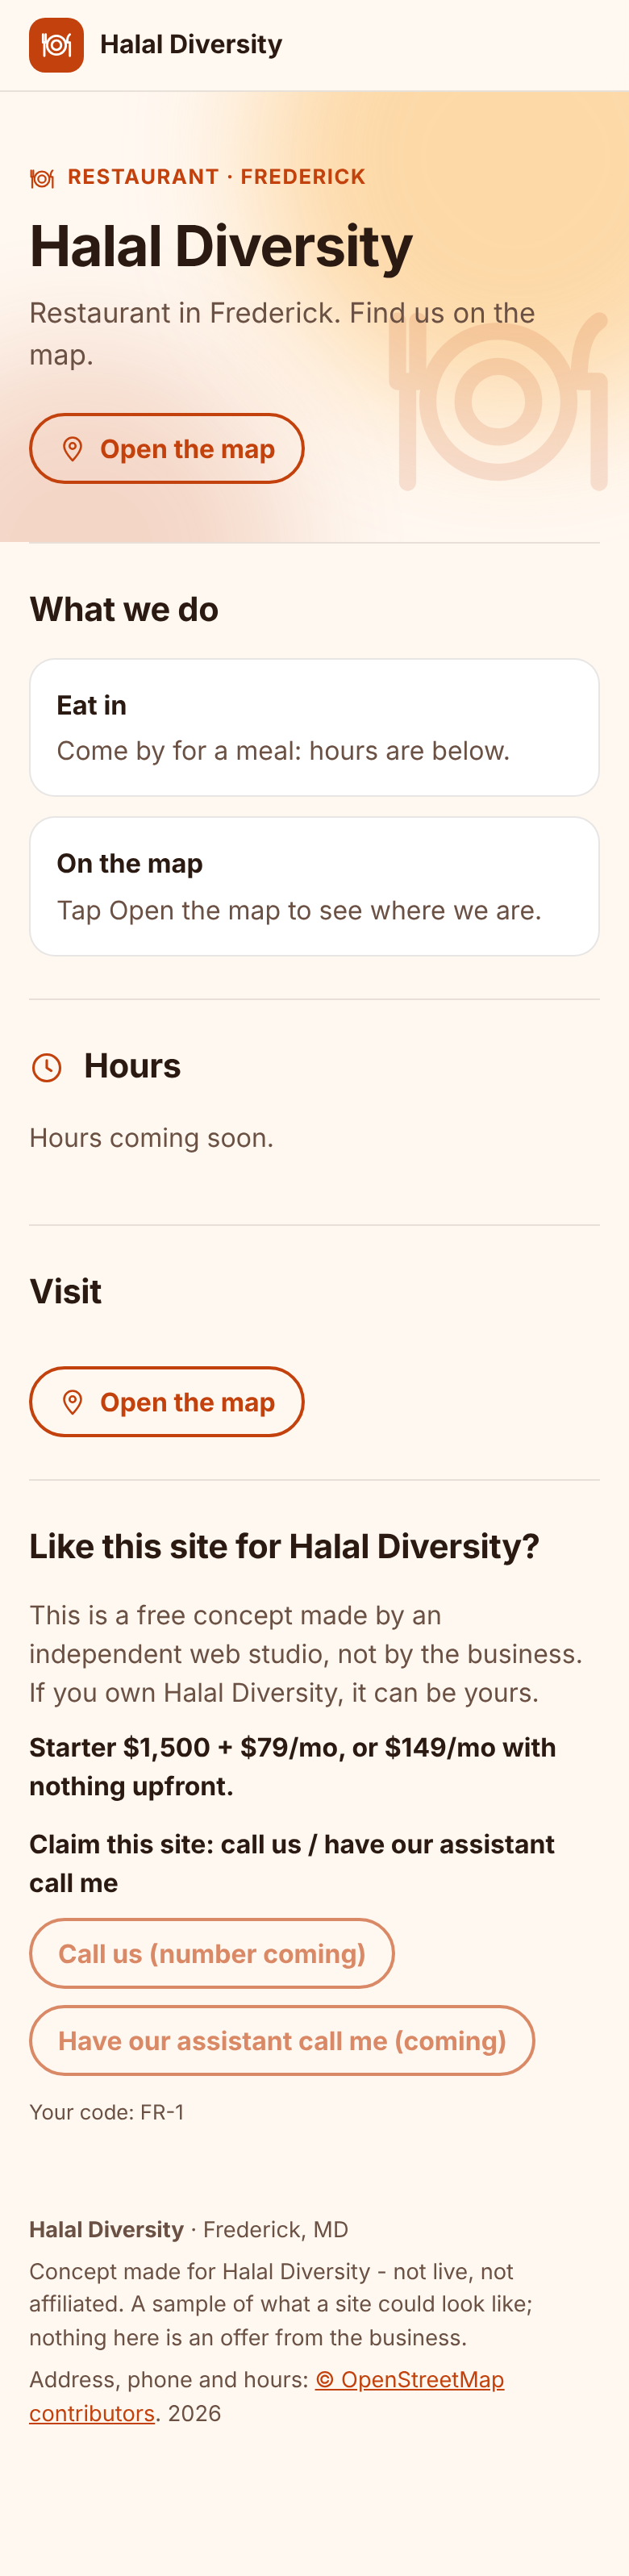 Halal Diversity
RESTAURANT · FREDERICK
Halal Diversity
Restaurant in Frederick. Find us on the
map.
Open the map
What we do
Eat in
Come by for a meal: hours are below.
On the map
Tap Open the map to see where we are.
Hours
Hours coming soon.
Visit
Open the map
Like this site for Halal Diversity?
This is a free concept made by an
independent web studio, not by the business.
If you own Halal Diversity, it can be yours.
Starter $1,500 + $79/mo, or $149/mo with
nothing upfront.
Claim this site: call us / have our assistant
call me
Call us (number coming)
Have our assistant call me (coming)
Your code: FR-1
Halal Diversity · Frederick, MD
Concept made for Halal Diversity - not live, not
affiliated. A sample of what a site could look like;
nothing here is an offer from the business.
Address, phone and hours: © OpenStreetMap
contributors. 2026